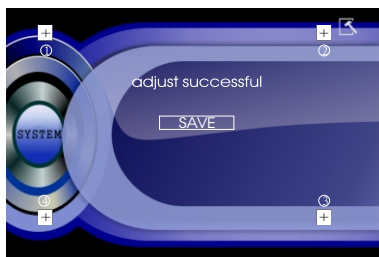 + +
① ②
adjust successful
SAVE
SYSTEM
④ ③
+ +